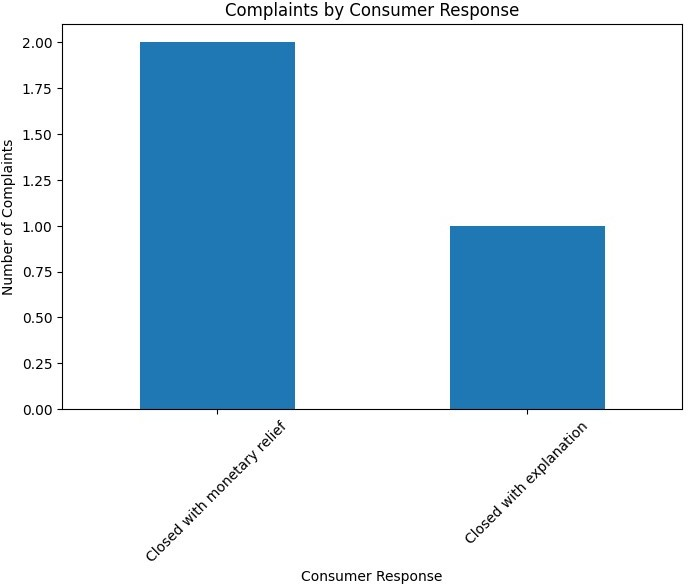 Complaints by Consumer Response
Number of Complaints
2.00
1.75
1.50
1.25
1.00
0.75
0.50
0.25
0.00
Closed with monetary relief
Closed with explanation
Consumer Response